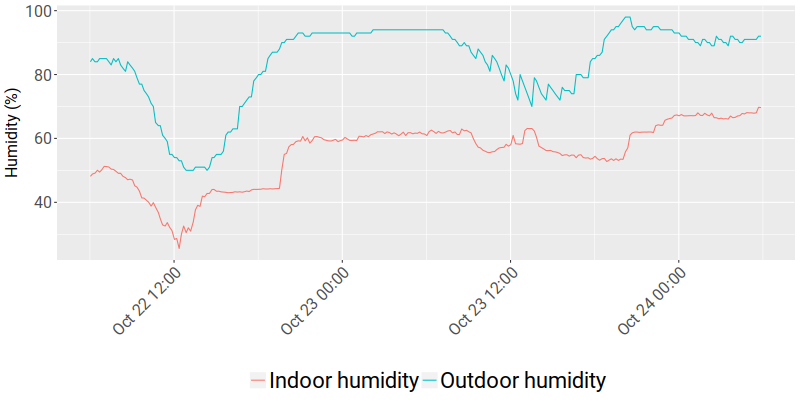 100
80
60
40
Humidity (%)
Oct 22 12:00
Oct 23 00:00
Oct 23 12:00
Oct 24 00:00
Indoor humidity Outdoor humidity